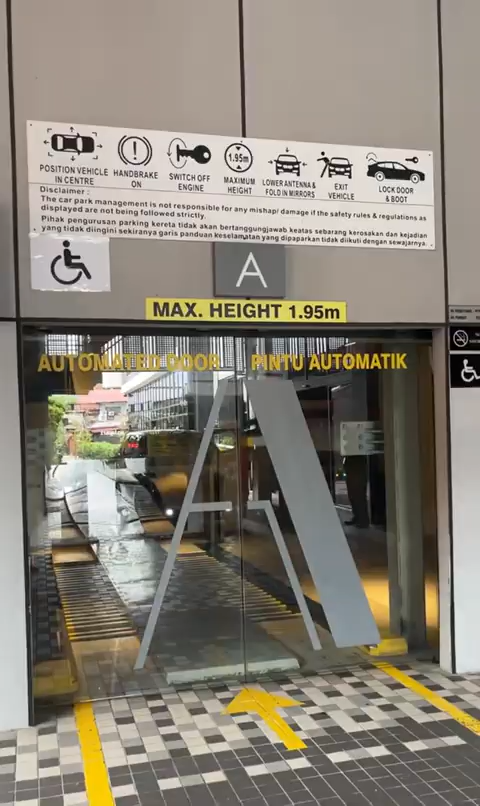 1.95m
POSITION VEHICLE
IN CENTRE
HANDBRAKE
ON
SWITCH OFF
ENGINE
MAXIMUM
HEIGHT
LOWER ANTENNA &
FOLD IN MIRRORS
EXIT
VEHICLE
LOCK DOOR
& BOOT
Disclaimer :
The car park management is not responsible for any mishap/ damage if the safety rules & regulations as
displayed are not being followed strictly.
Pihak pengurusan parking kereta tidak akan bertanggungjawab keatas sebarang kerosakan dan kejadian
yang tidak diingini sekiranya garis panduan keselamatan yang dipaparkan tidak diikuti dengan sewajarnya.
A
MAX. HEIGHT 1.95m
AUTOMATED DOOR PINTU AUTOMATIK
A